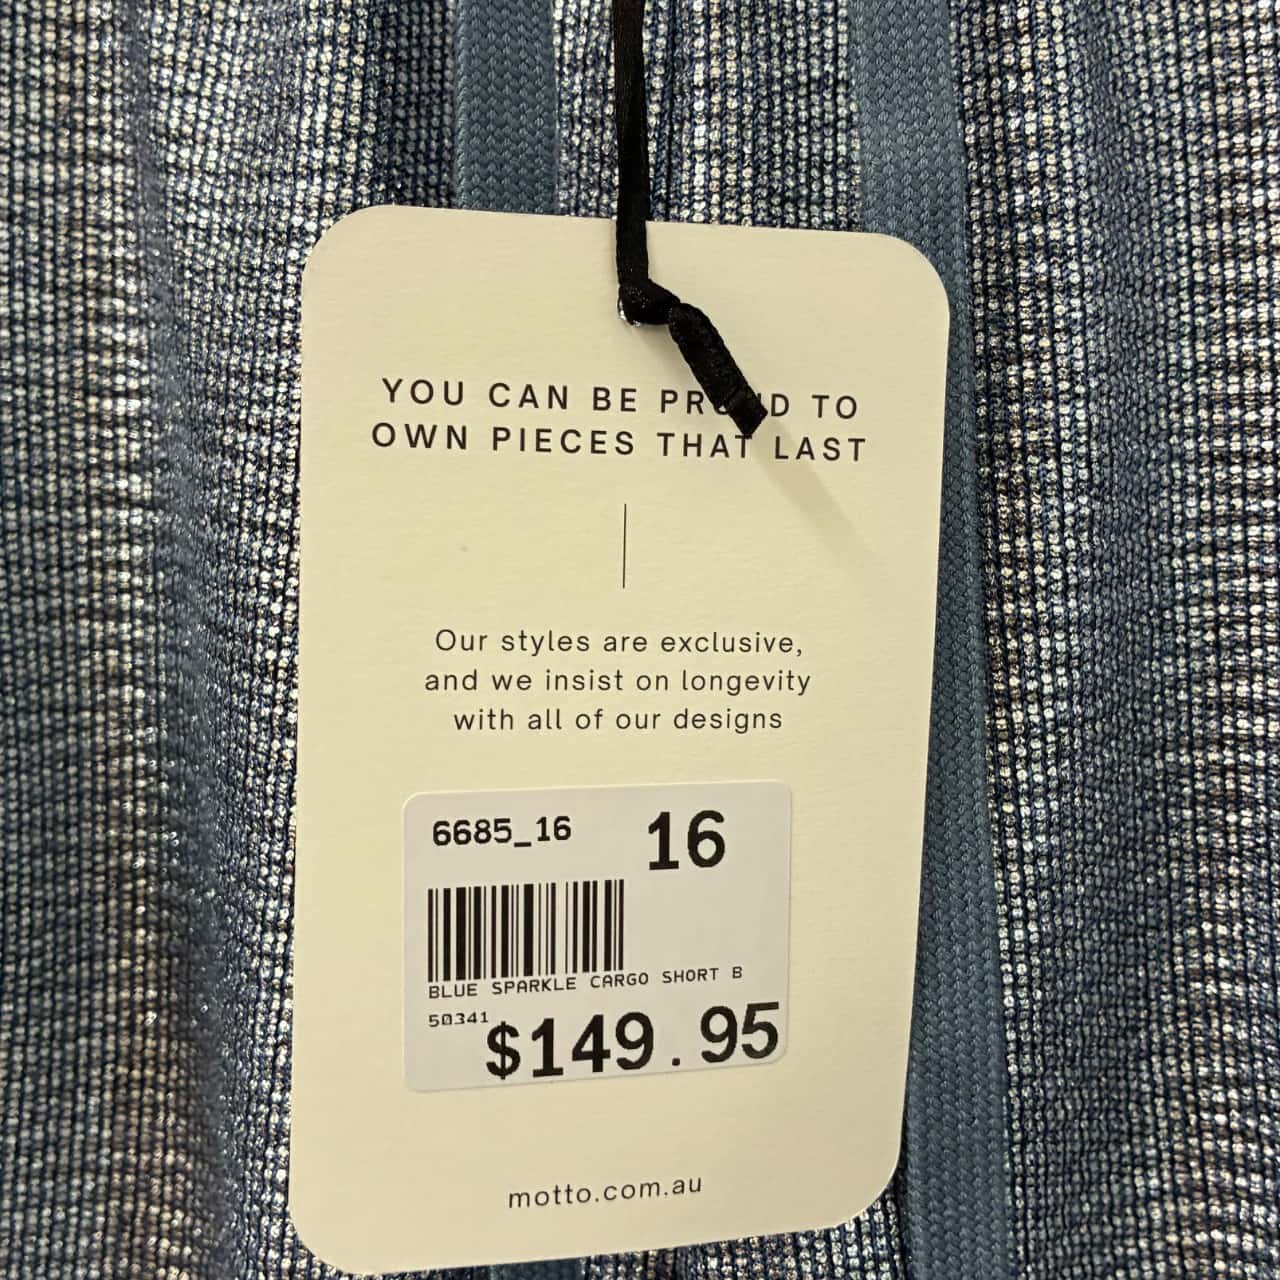 YOU CAN BE PROUD TO
OWN PIECES THAT LAST
Our styles are exclusive,
and we insist on longevity
with all of our designs
6685_16
16
BLUE SPARKLE CARGO SHORT B
50341
$149.95
motto.com.au